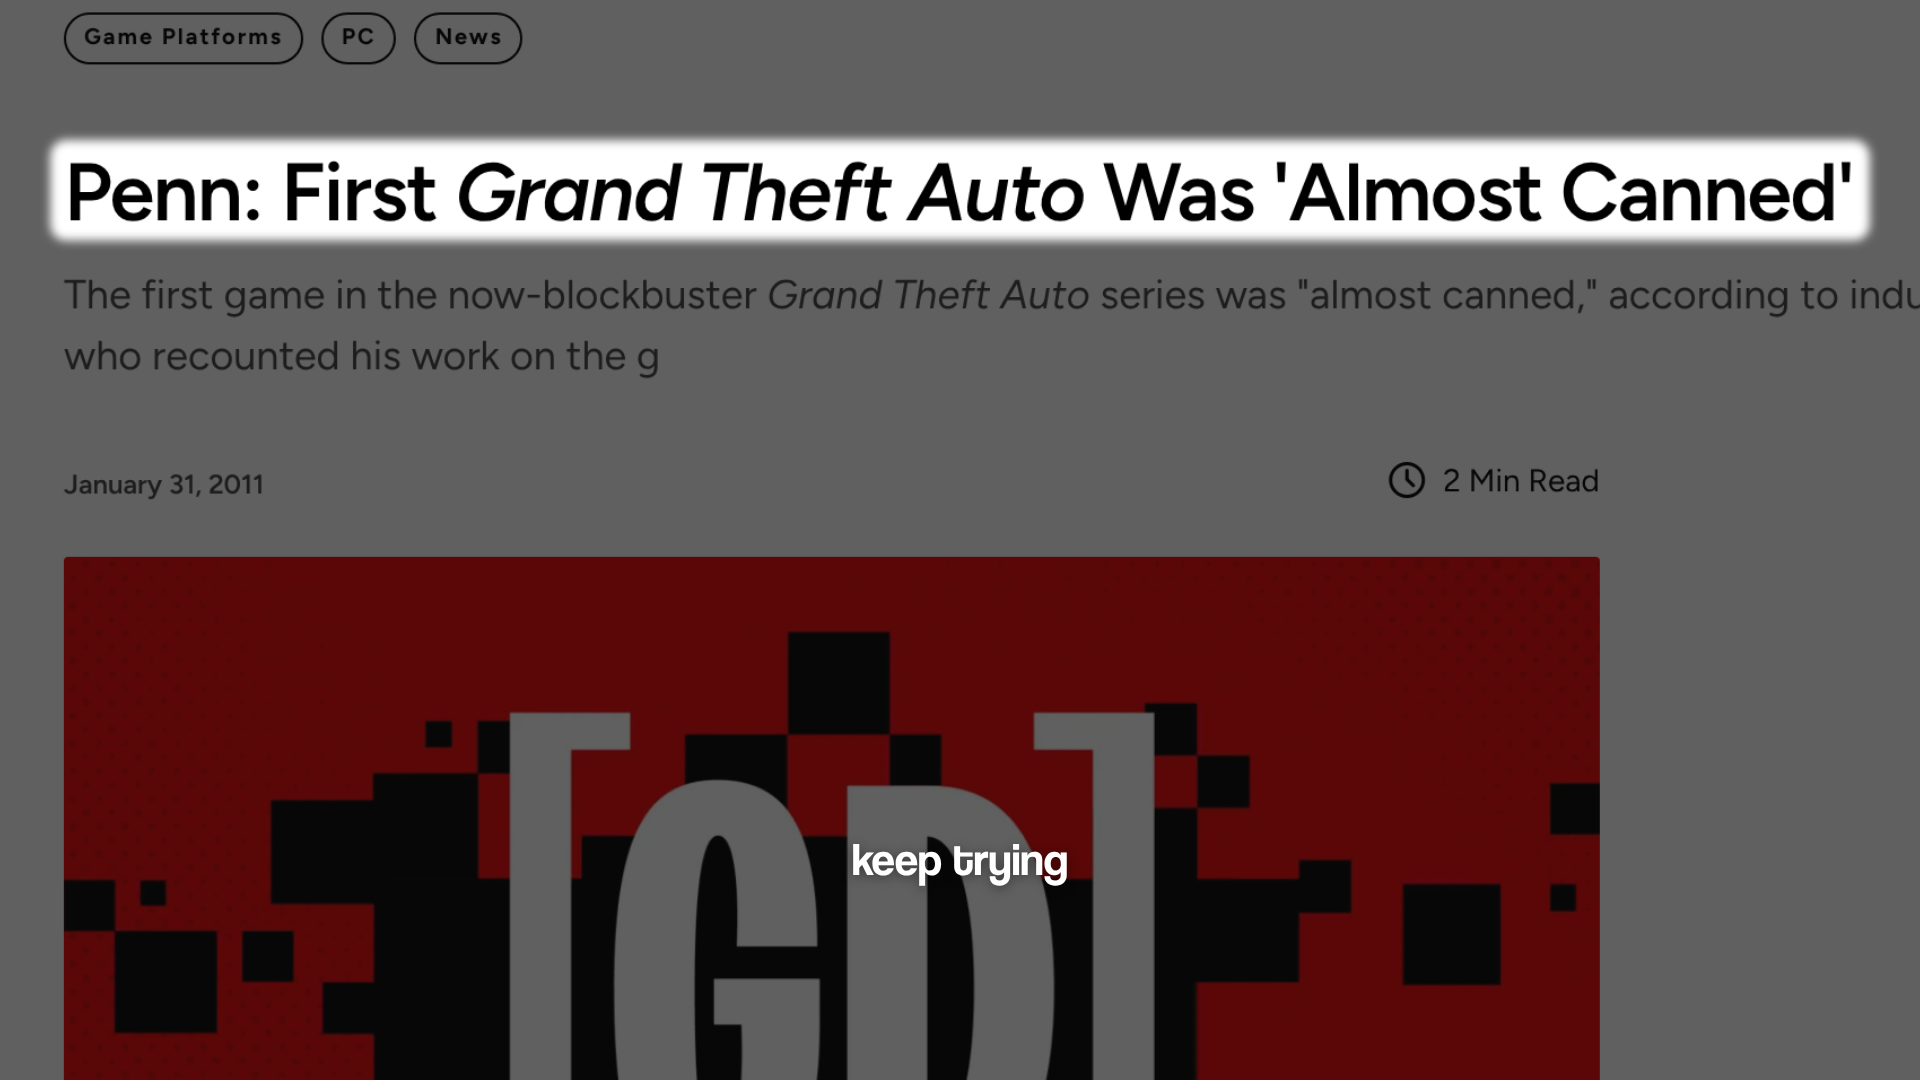 Game Platforms
PC
News
Penn: First Grand Theft Auto Was 'Almost Canned'
The first game in the now-blockbuster Grand Theft Auto series was "almost canned," according to indu
who recounted his work on the g
January 31, 2011
2 Min Read
[GD]
keep trying